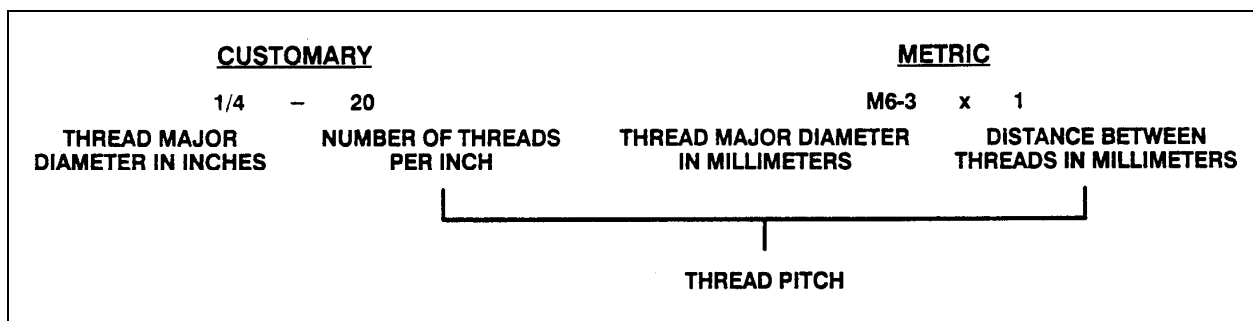 CUSTOMARY
1/4 – 20
THREAD MAJOR
DIAMETER IN INCHES
NUMBER OF THREADS
PER INCH
METRIC
M6-3 x 1
THREAD MAJOR DIAMETER
IN MILLIMETERS
DISTANCE BETWEEN
THREADS IN MILLIMETERS
THREAD PITCH